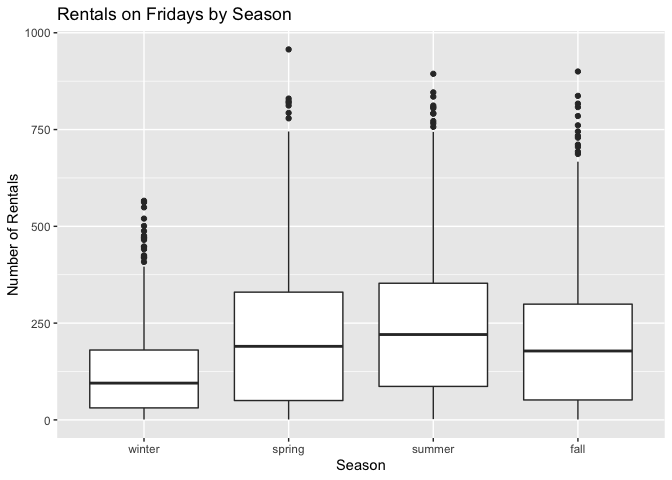 Rentals on Fridays by Season
1000
750
500
250
0
Number of Rentals
winter spring summer fall
Season